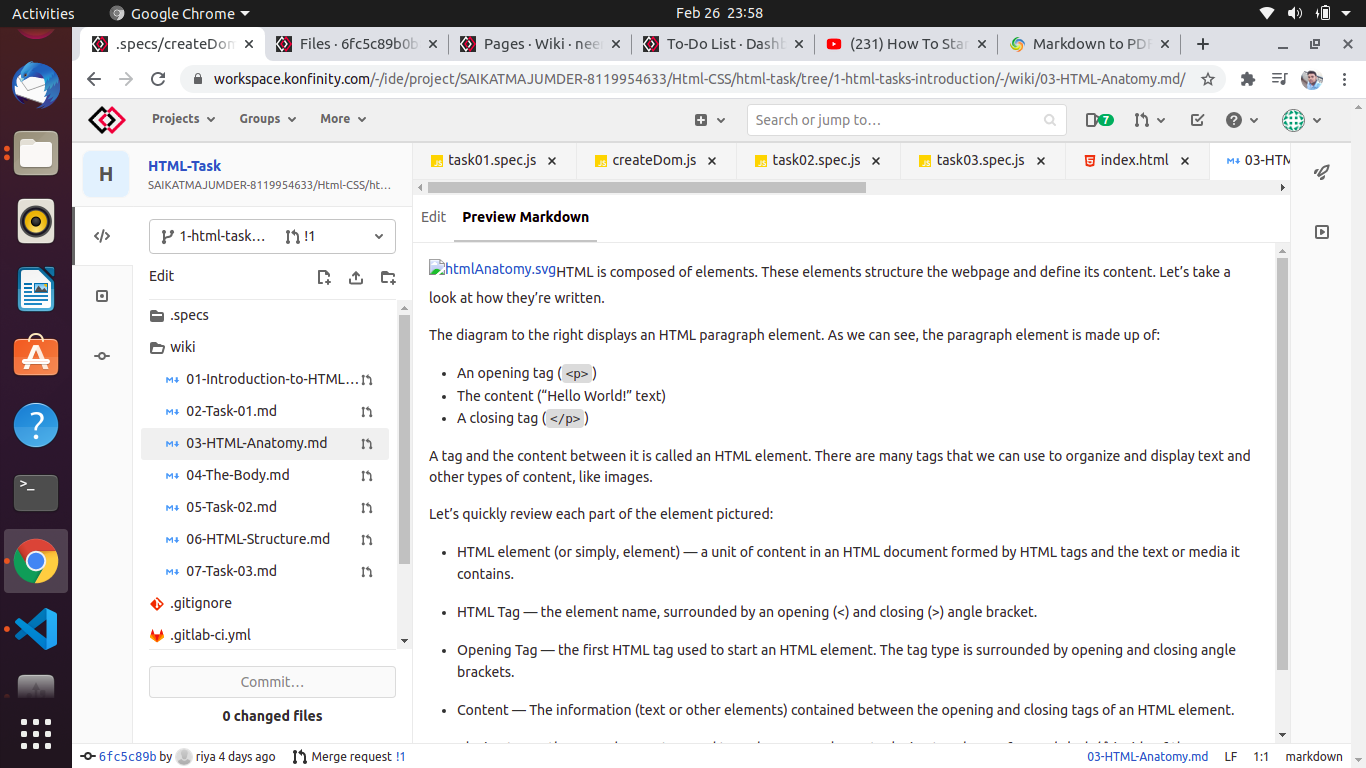 Activities
Google Chrome
Feb 26 23:58
.specs/createDom
Files · 6fc5c89b0b
Pages · Wiki · nee
To-Do List · Dash
(231) How To Sta
Markdown to PDF
workspace.konfinity.com/-/ide/project/SAIKATMAJUMDER-8119954633/Html-CSS/html-task/tree/1-html-tasks-introduction/-/wiki/03-HTML-Anatomy.md/
Projects
Groups
More
Search or jump to…
7
H
HTML-Task
SAIKATMAJUMDER-8119954633/Html-CSS/ht…
task01.spec.js
createDom.js
task02.spec.js
task03.spec.js
index.html
03-HTM
1-html-task…
!1
Edit
Preview Markdown
Edit
.specs
wiki
01-Introduction-to-HTML…
02-Task-01.md
03-HTML-Anatomy.md
04-The-Body.md
05-Task-02.md
06-HTML-Structure.md
07-Task-03.md
.gitignore
.gitlab-ci.yml
Commit…
0 changed files
htmlAnatomy.svgHTML is composed of elements. These elements structure the webpage and define its content. Let’s take a
look at how they’re written.
The diagram to the right displays an HTML paragraph element. As we can see, the paragraph element is made up of:
• An opening tag (<p>)
• The content (“Hello World!” text)
• A closing tag (</p>)
A tag and the content between it is called an HTML element. There are many tags that we can use to organize and display text and
other types of content, like images.
Let’s quickly review each part of the element pictured:
• HTML element (or simply, element) — a unit of content in an HTML document formed by HTML tags and the text or media it
contains.
• HTML Tag — the element name, surrounded by an opening (<) and closing (>) angle bracket.
• Opening Tag — the first HTML tag used to start an HTML element. The tag type is surrounded by opening and closing angle
brackets.
• Content — The information (text or other elements) contained between the opening and closing tags of an HTML element.
6fc5c89b by riya 4 days ago
Merge request !1
03-HTML-Anatomy.md
LF
1:1
markdown